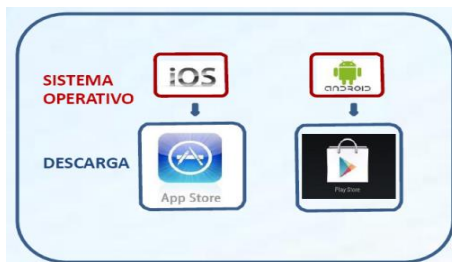 SISTEMA
OPERATIVO
iOS
ANDROID
DESCARGA
App Store
Play Store